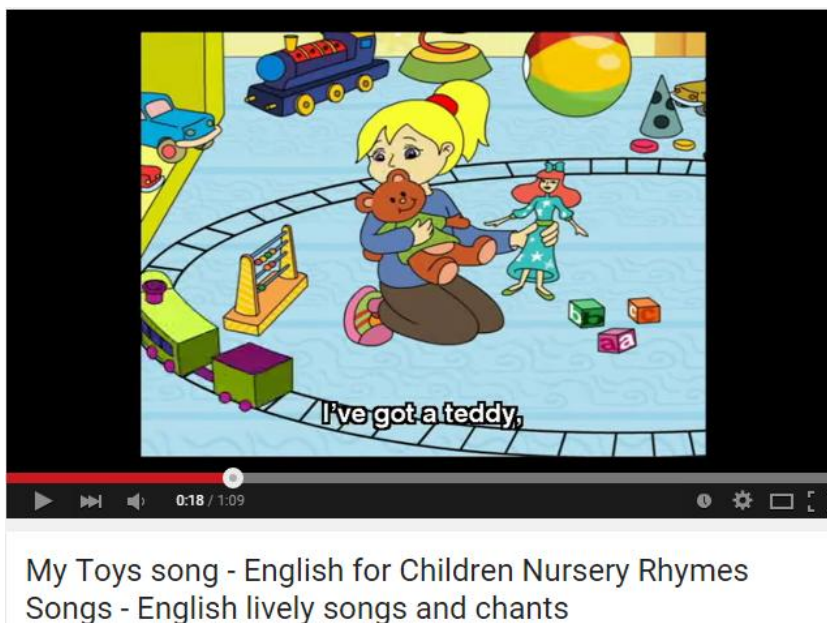 b
c
aa
I've got a teddy,
0:18 / 1:09
My Toys song - English for Children Nursery Rhymes
Songs - English lively songs and chants